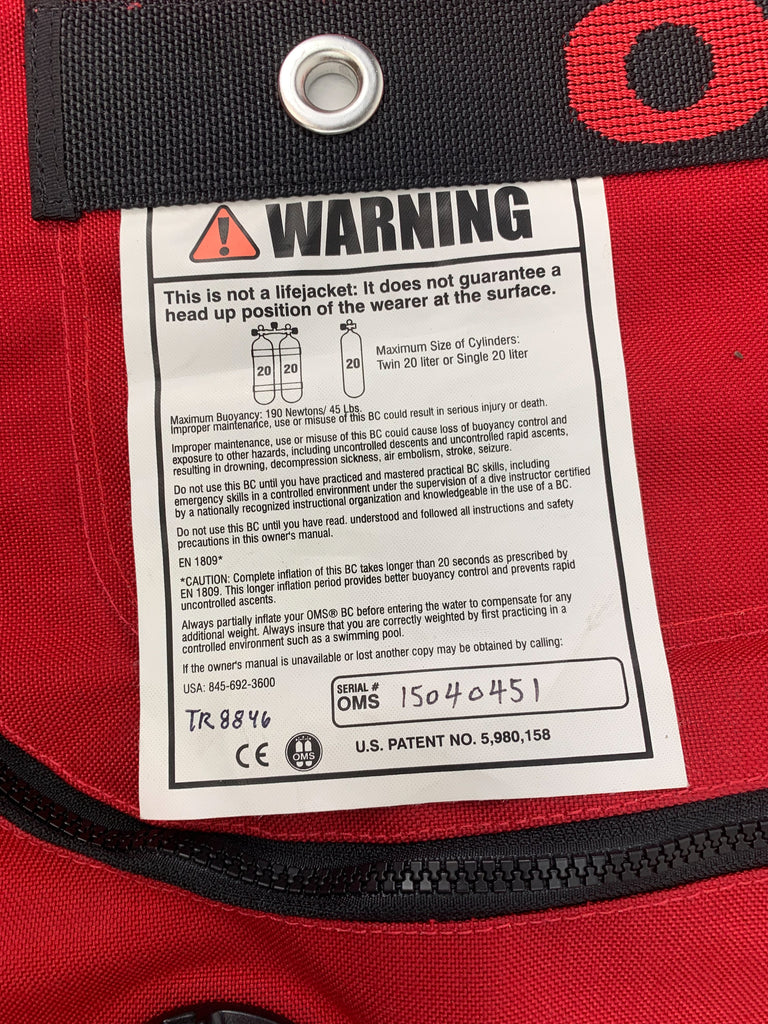 O
WARNING
This is not a lifejacket: It does not guarantee a
head up position of the wearer at the surface.
20 20 20
Maximum Size of Cylinders:
Twin 20 liter or Single 20 liter
Maximum Buoyancy: 190 Newtons/ 45 Lbs.
Improper maintenance, use or misuse of this BC could result in serious injury or death.
Improper maintenance, use or misuse of this BC could cause loss of buoyancy control and
exposure to other hazards, including uncontrolled descents and uncontrolled rapid ascents,
resulting in drowning, decompression sickness, air embolism, stroke, seizure.
Do not use this BC until you have practiced and mastered practical BC skills, including
emergency skills in a controlled environment under the supervision of a dive instructor certified
by a nationally recognized instructional organization and knowledgeable in the use of a BC.
Do not use this BC until you have read. understood and followed all instructions and safety
precautions in this owner's manual.
EN 1809*
*CAUTION: Complete inflation of this BC takes longer than 20 seconds as prescribed by
EN 1809. This longer inflation period provides better buoyancy control and prevents rapid
uncontrolled ascents.
Always partially inflate your OMS® BC before entering the water to compensate for any
additional weight. Always insure that you are correctly weighted by first practicing in a
controlled environment such as a swimming pool.
If the owner's manual is unavailable or lost another copy may be obtained by calling:
USA: 845-692-3600
SERIAL #
OMS 15040451
TR8846
CE OMS U.S. PATENT NO. 5,980,158